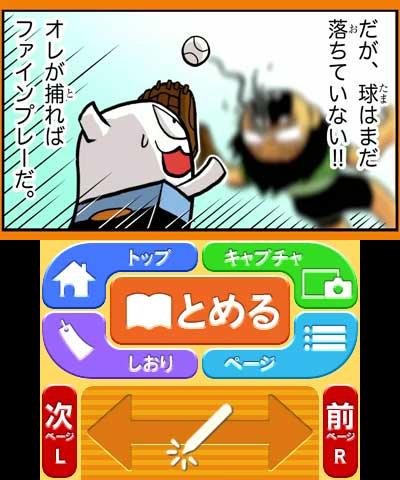 だが、球はまだ
落ちていない!!
オレが捕れば
ファインプレーだ。
トップ
キャプチャ
とめる
しおり
ページ
次
ページ
L
前
ページ
R